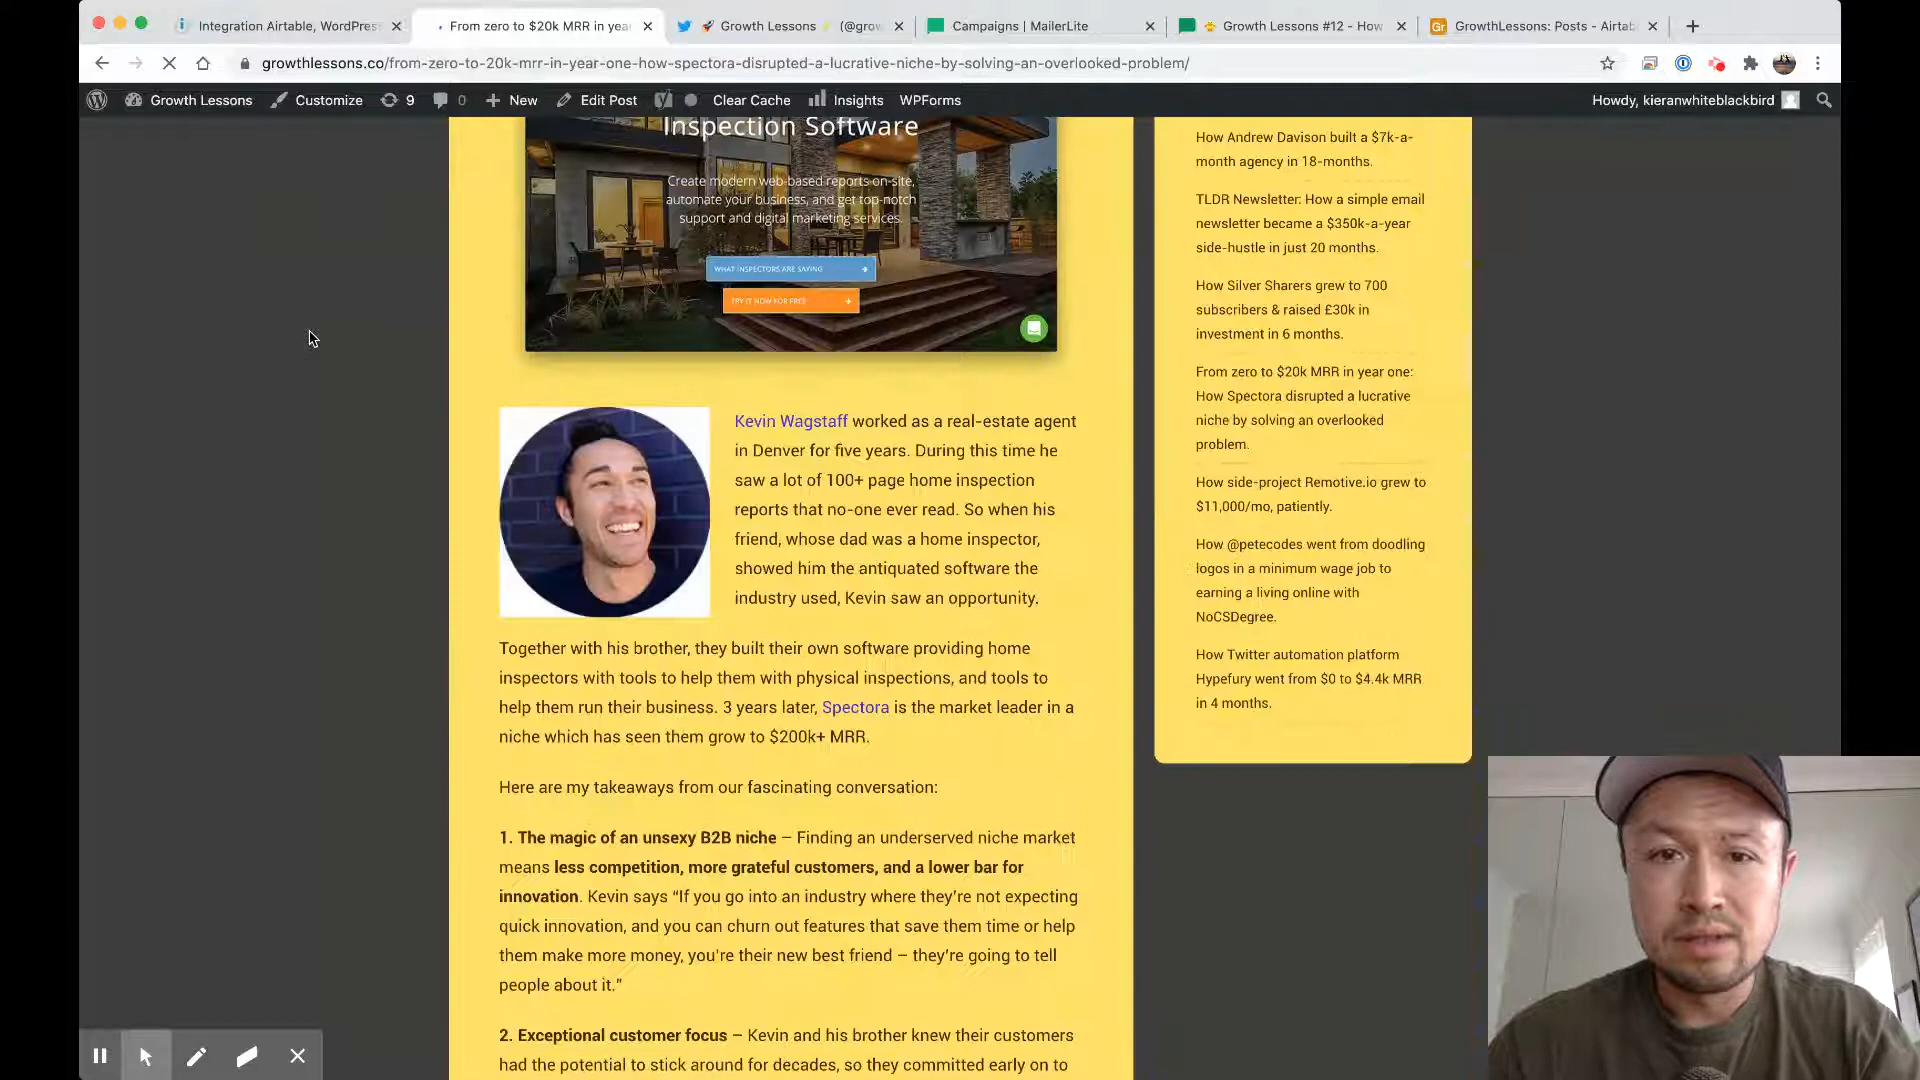 Integration Airtable, WordPress
From zero to $20k MRR in year
Growth Lessons (@grow
Campaigns | MailerLite
Growth Lessons #12 - How
Gr GrowthLessons: Posts - Airtab
growthlessons.co/from-zero-to-20k-mrr-in-year-one-how-spectora-disrupted-a-lucrative-niche-by-solving-an-overlooked-problem/
Growth Lessons Customize 9 0 New Edit Post Clear Cache Insights WPForms Howdy, kieranwhiteblackbird
Inspection Software
Create modern web-based reports on-site,
automate your business, and get top-notch
support and digital marketing services.
WHAT INSPECTORS ARE SAYING
TRY IT NOW FOR FREE
Kevin Wagstaff worked as a real-estate agent
in Denver for five years. During this time he
saw a lot of 100+ page home inspection
reports that no-one ever read. So when his
friend, whose dad was a home inspector,
showed him the antiquated software the
industry used, Kevin saw an opportunity.
Together with his brother, they built their own software providing home
inspectors with tools to help them with physical inspections, and tools to
help them run their business. 3 years later, Spectora is the market leader in a
niche which has seen them grow to $200k+ MRR.
Here are my takeaways from our fascinating conversation:
1. The magic of an unsexy B2B niche – Finding an underserved niche market
means less competition, more grateful customers, and a lower bar for
innovation. Kevin says “If you go into an industry where they’re not expecting
quick innovation, and you can churn out features that save them time or help
them make more money, you’re their new best friend – they’re going to tell
people about it.”
2. Exceptional customer focus – Kevin and his brother knew their customers
had the potential to stick around for decades, so they committed early on to
How Andrew Davison built a $7k-a-
month agency in 18-months.
TLDR Newsletter: How a simple email
newsletter became a $350k-a-year
side-hustle in just 20 months.
How Silver Sharers grew to 700
subscribers & raised £30k in
investment in 6 months.
From zero to $20k MRR in year one:
How Spectora disrupted a lucrative
niche by solving an overlooked
problem.
How side-project Remotive.io grew to
$11,000/mo, patiently.
How @petecodes went from doodling
logos in a minimum wage job to
earning a living online with
NoCSDegree.
How Twitter automation platform
Hypefury went from $0 to $4.4k MRR
in 4 months.